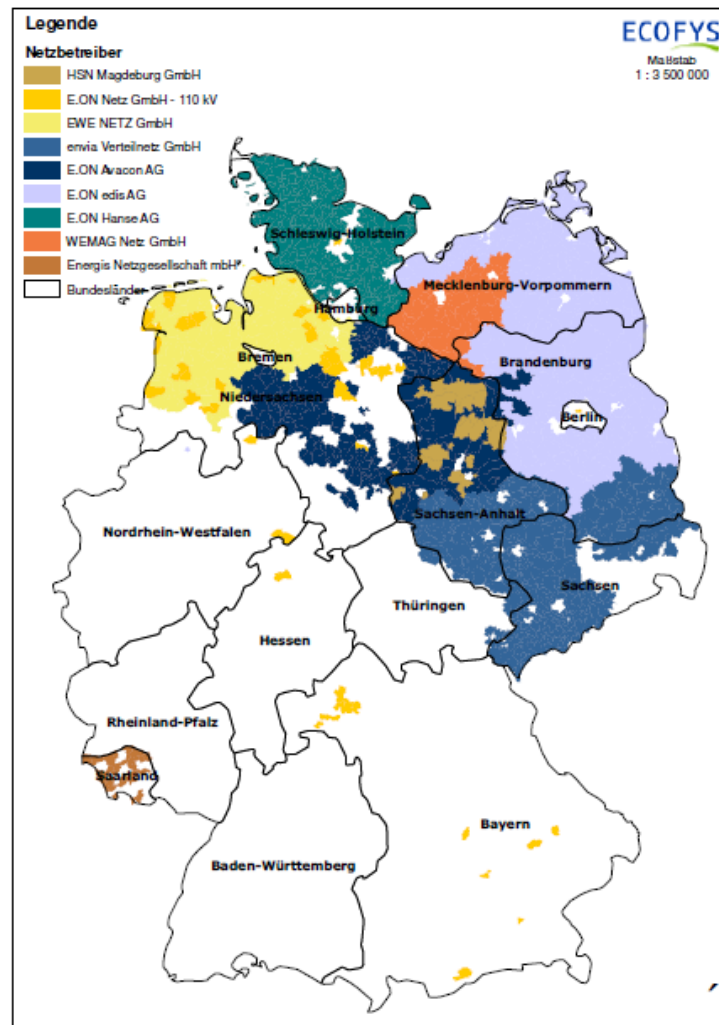 Legende
ECOFYS
Netzbetreiber
Maßstab
1 : 3 500 000
HSN Magdeburg GmbH
E.ON Netz GmbH - 110 kV
EWE NETZ GmbH
envia Verteilnetz GmbH
E.ON Avacon AG
E.ON edis AG
E.ON Hanse AG
WEMAG Netz GmbH
Energis Netzgesellschaft mbH*
Bundesländer
Schleswig-Holstein
Mecklenburg-Vorpommern
Hamburg
Bremen
Brandenburg
Niedersachsen
Berlin
Sachsen-Anhalt
Nordrhein-Westfalen
Sachsen
Thüringen
Hessen
Rheinland-Pfalz
Saarland
Bayern
Baden-Württemberg